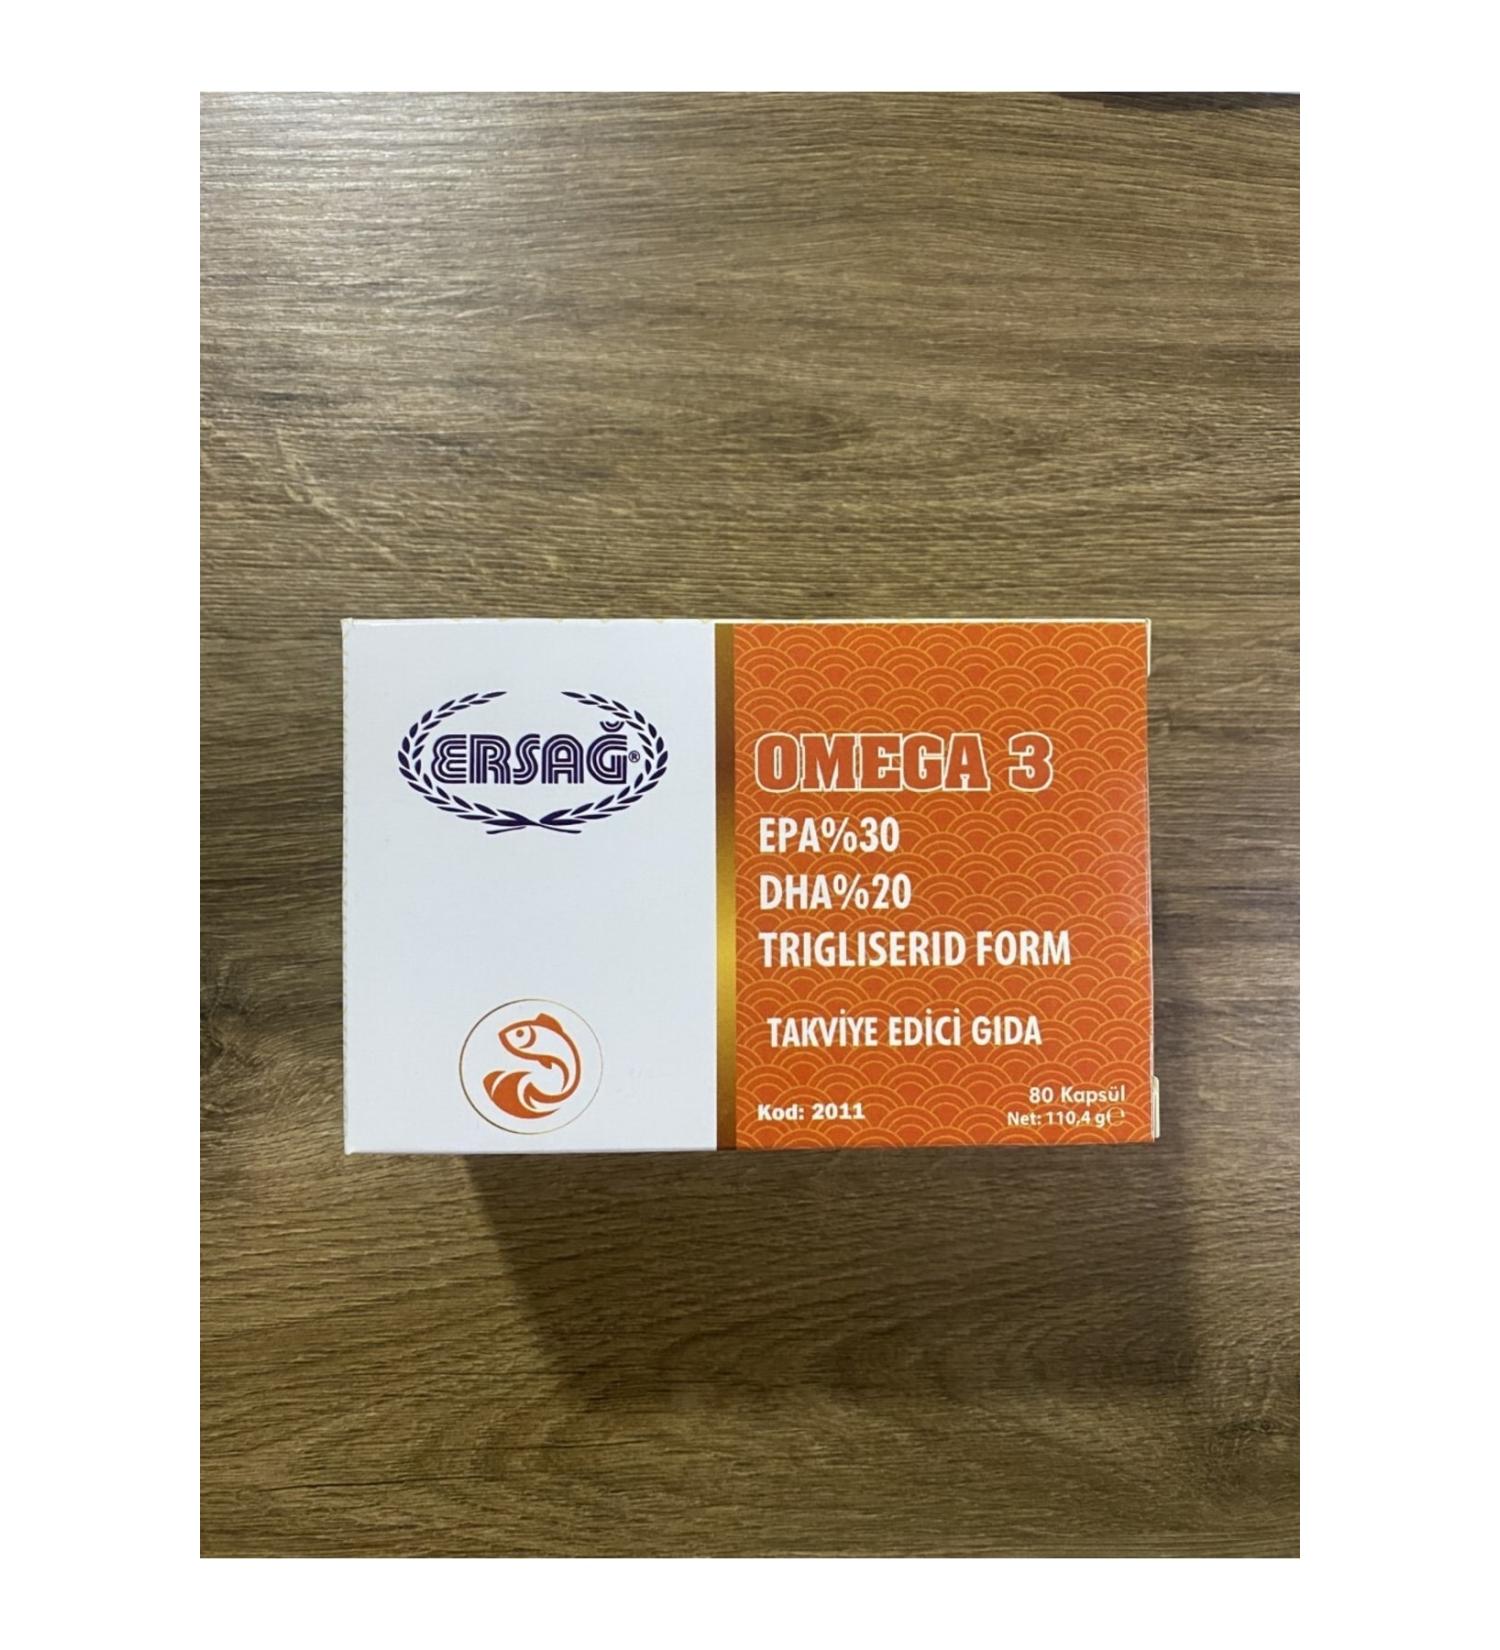 ERSAĞ®
OMEGA 3
EPA%30
DHA%20
TRIGLISERID FORM
TAKVİYE EDİCİ GIDA
Kod: 2011
80 Kapsül
Net: 110,4 g℮